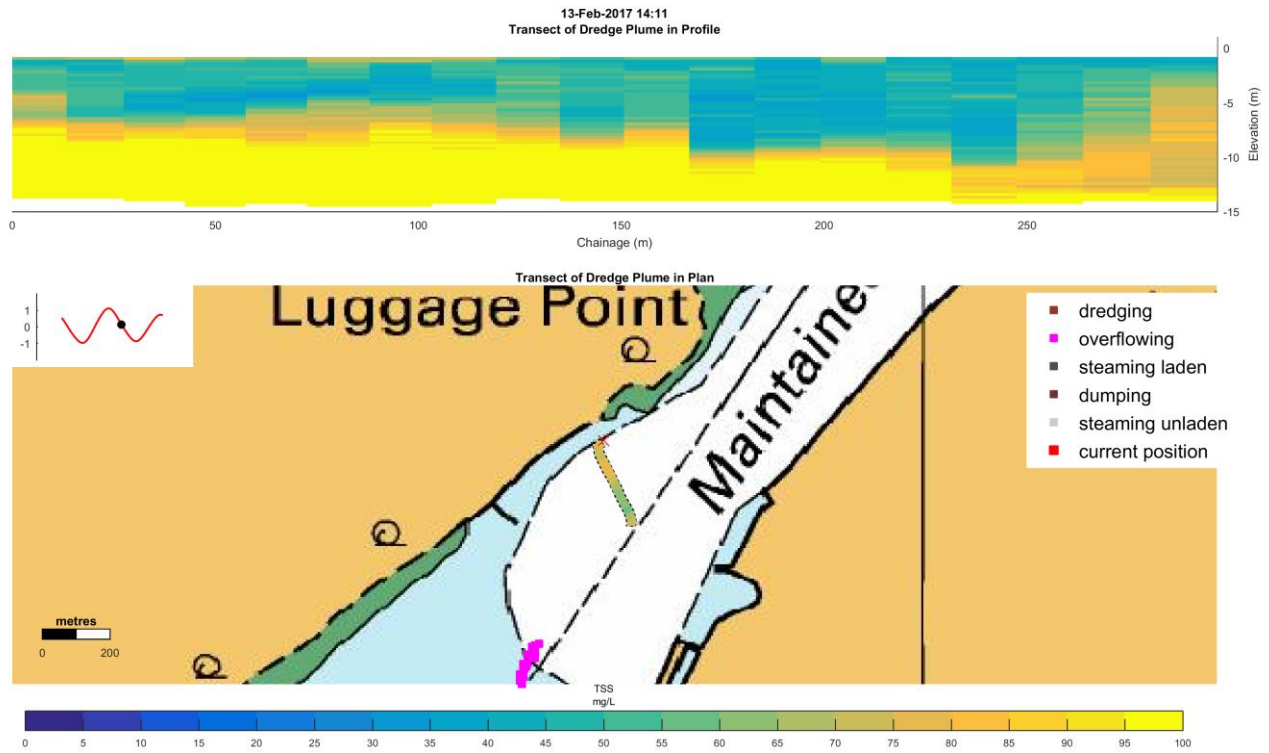 13-Feb-2017 14:11
Transect of Dredge Plume in Profile
0
-5
-10
-15
Elevation (m)
0 50 100 150 200 250
Chainage (m)
Transect of Dredge Plume in Plan
1
0
-1
Luggage Point
Maintaine
dredging
overflowing
steaming laden
dumping
steaming unladen
current position
metres
0 200
TSS
mg/L
0 5 10 15 20 25 30 35 40 45 50 55 60 65 70 75 80 85 90 95 100